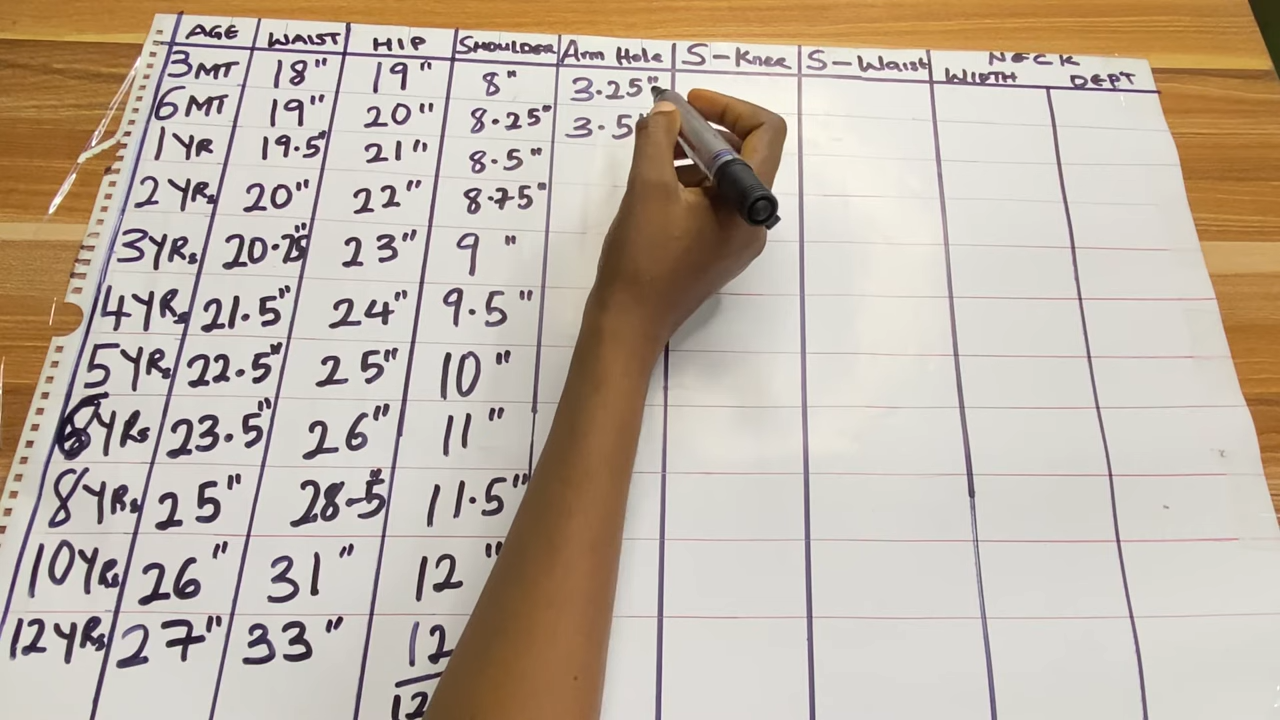 AGE WAIST HIP SHOULDER Arm Hole S-Knee S-Waist NECK
WIDTH DEPT
3MT 18" 19" 8" 3.25"
6MT 19" 20" 8.25" 3.5"
1YR 19.5" 21" 8.5"
2YRs 20" 22" 8.75"
3YRs 20.25" 23" 9"
4YRs 21.5" 24" 9.5"
5YRs 22.5" 25" 10"
6YRs 23.5" 26" 11"
8YRs 25" 28.5" 11.5"
10YRs 26" 31" 12"
12YRs 27" 33" 12